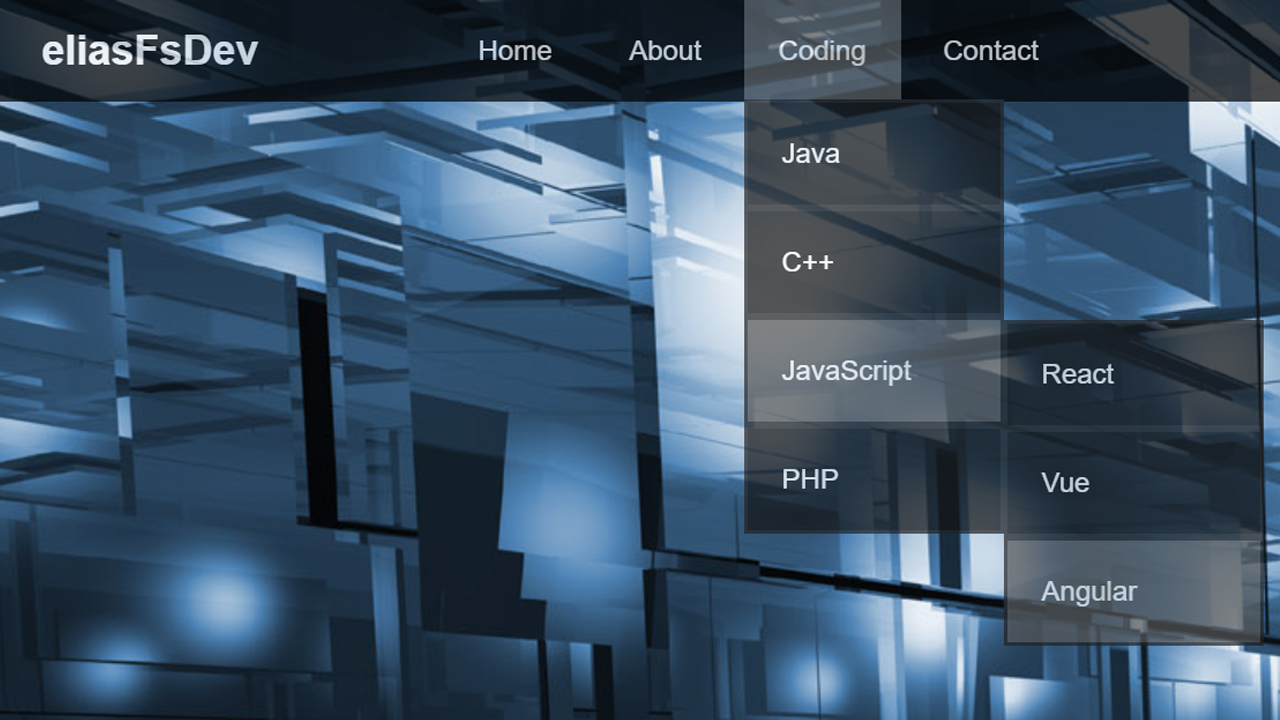 eliasFsDev Home About Coding Contact
Java
C++
JavaScript
React
PHP
Vue
Angular